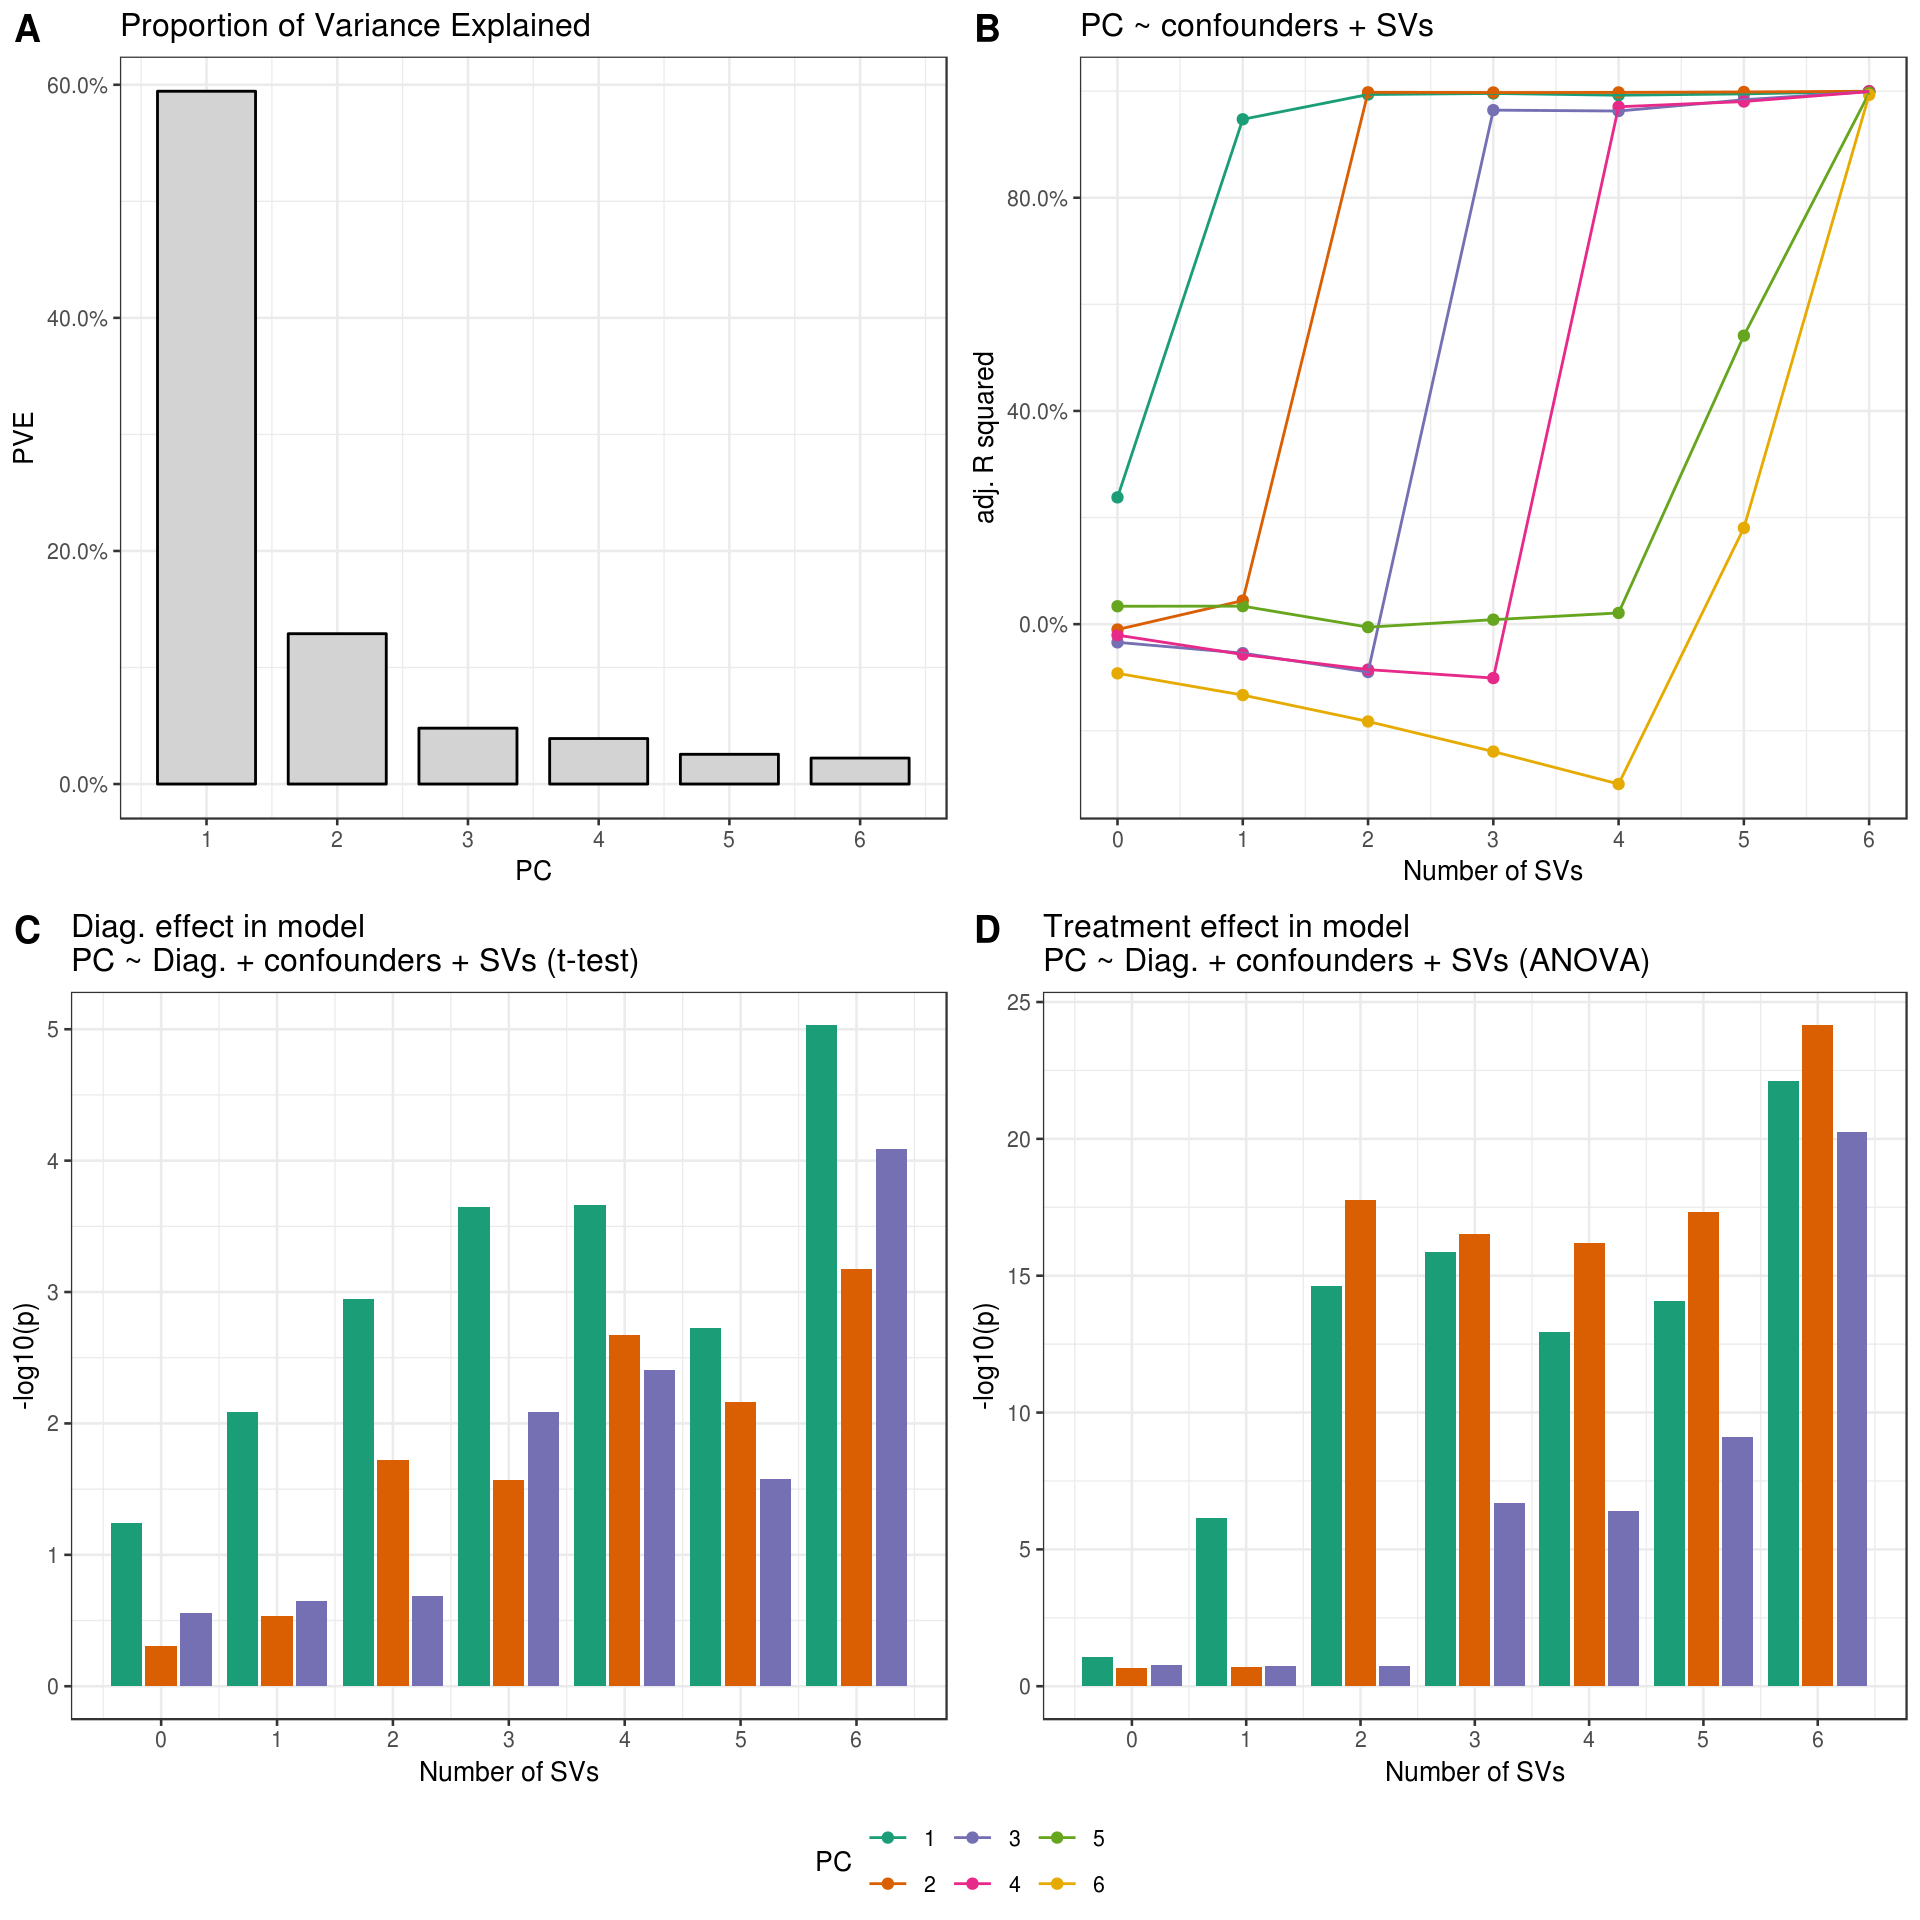 A Proportion of Variance Explained
60.0%
40.0%
20.0%
0.0%
PVE
1 2 3 4 5 6
PC
B PC ~ confounders + SVs
80.0%
40.0%
0.0%
adj. R squared
0 1 2 3 4 5 6
Number of SVs
C Diag. effect in model
PC ~ Diag. + confounders + SVs (t-test)
5
4
3
2
1
0
-log10(p)
0 1 2 3 4 5 6
Number of SVs
D Treatment effect in model
PC ~ Diag. + confounders + SVs (ANOVA)
25
20
15
10
5
0
-log10(p)
0 1 2 3 4 5 6
Number of SVs
PC
1 3 5
2 4 6